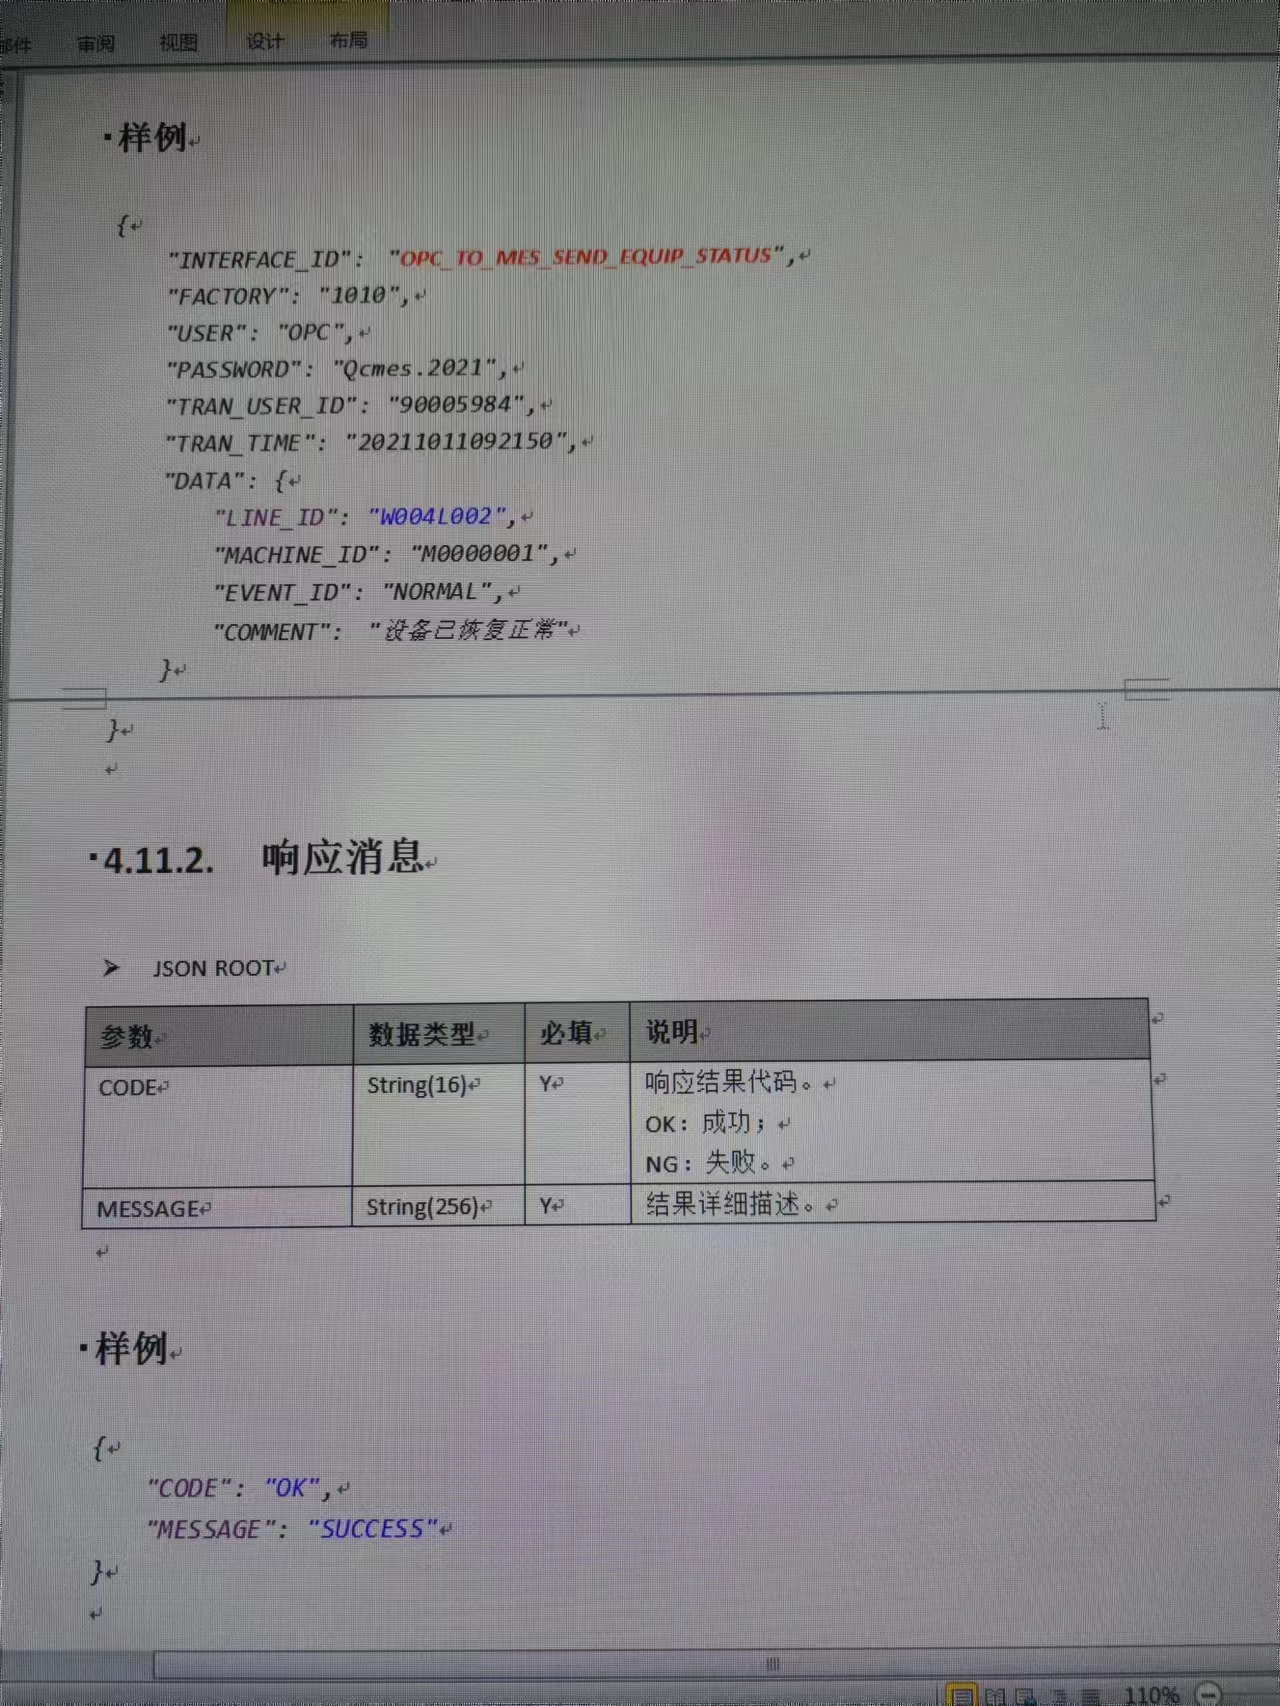 邮件 审阅 视图 设计 布局
样例
{
"INTERFACE_ID": "OPC_TO_MES_SEND_EQUIP_STATUS",
"FACTORY": "1010",
"USER": "OPC",
"PASSWORD": "Qcmes.2021",
"TRAN_USER_ID": "90005984",
"TRAN_TIME": "20211011092150",
"DATA": {
"LINE_ID": "W004L002",
"MACHINE_ID": "M0000001",
"EVENT_ID": "NORMAL",
"COMMENT": "设备已恢复正常"
}
}
4.11.2. 响应消息
JSON ROOT
参数 数据类型 必填 说明
CODE String(16) Y 响应结果代码。
OK：成功；
NG：失败。
MESSAGE String(256) Y 结果详细描述。
样例
{
"CODE": "OK",
"MESSAGE": "SUCCESS"
}
110%